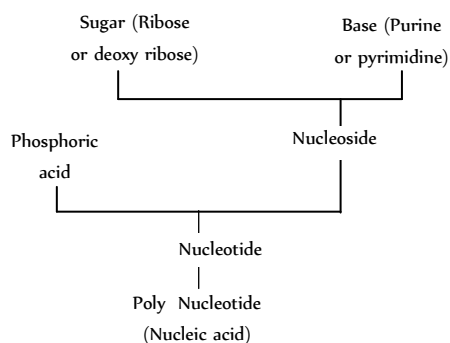 Sugar (Ribose
or deoxy ribose)
Base (Purine
or pyrimidine)
Nucleoside
Phosphoric
acid
Nucleotide
Poly Nucleotide
(Nucleic acid)